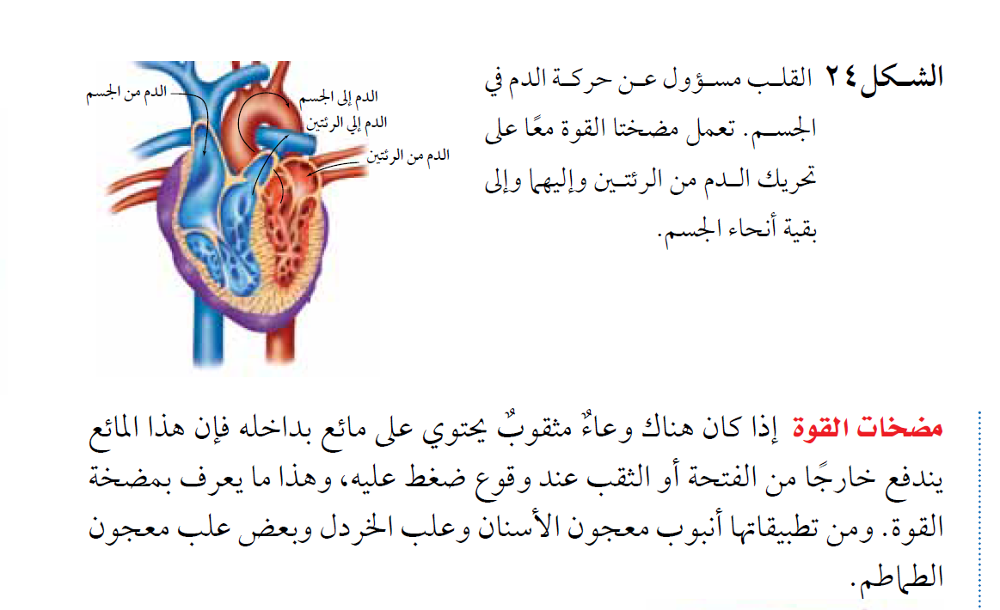 الشكل ٢٤ القلب مسؤول عن حركة الدم في
الجسم. تعمل مضختا القوة معًا على
تحريك الدم من الرئتين وإليهما وإلى
بقية أنحاء الجسم.
الدم من الجسم
الدم إلى الجسم
الدم إلي الرئتين
الدم من الرئتين
مضخات القوة إذا كان هناك وعاءٌ مثقوبٌ يحتوي على مائع بداخله فإن هذا المائع
يندفع خارجًا من الفتحة أو الثقب عند وقوع ضغط عليه، وهذا ما يعرف بمضخة
القوة. ومن تطبيقاتها أنبوب معجون الأسنان وعلب الخردل وبعض علب معجون
الطماطم.